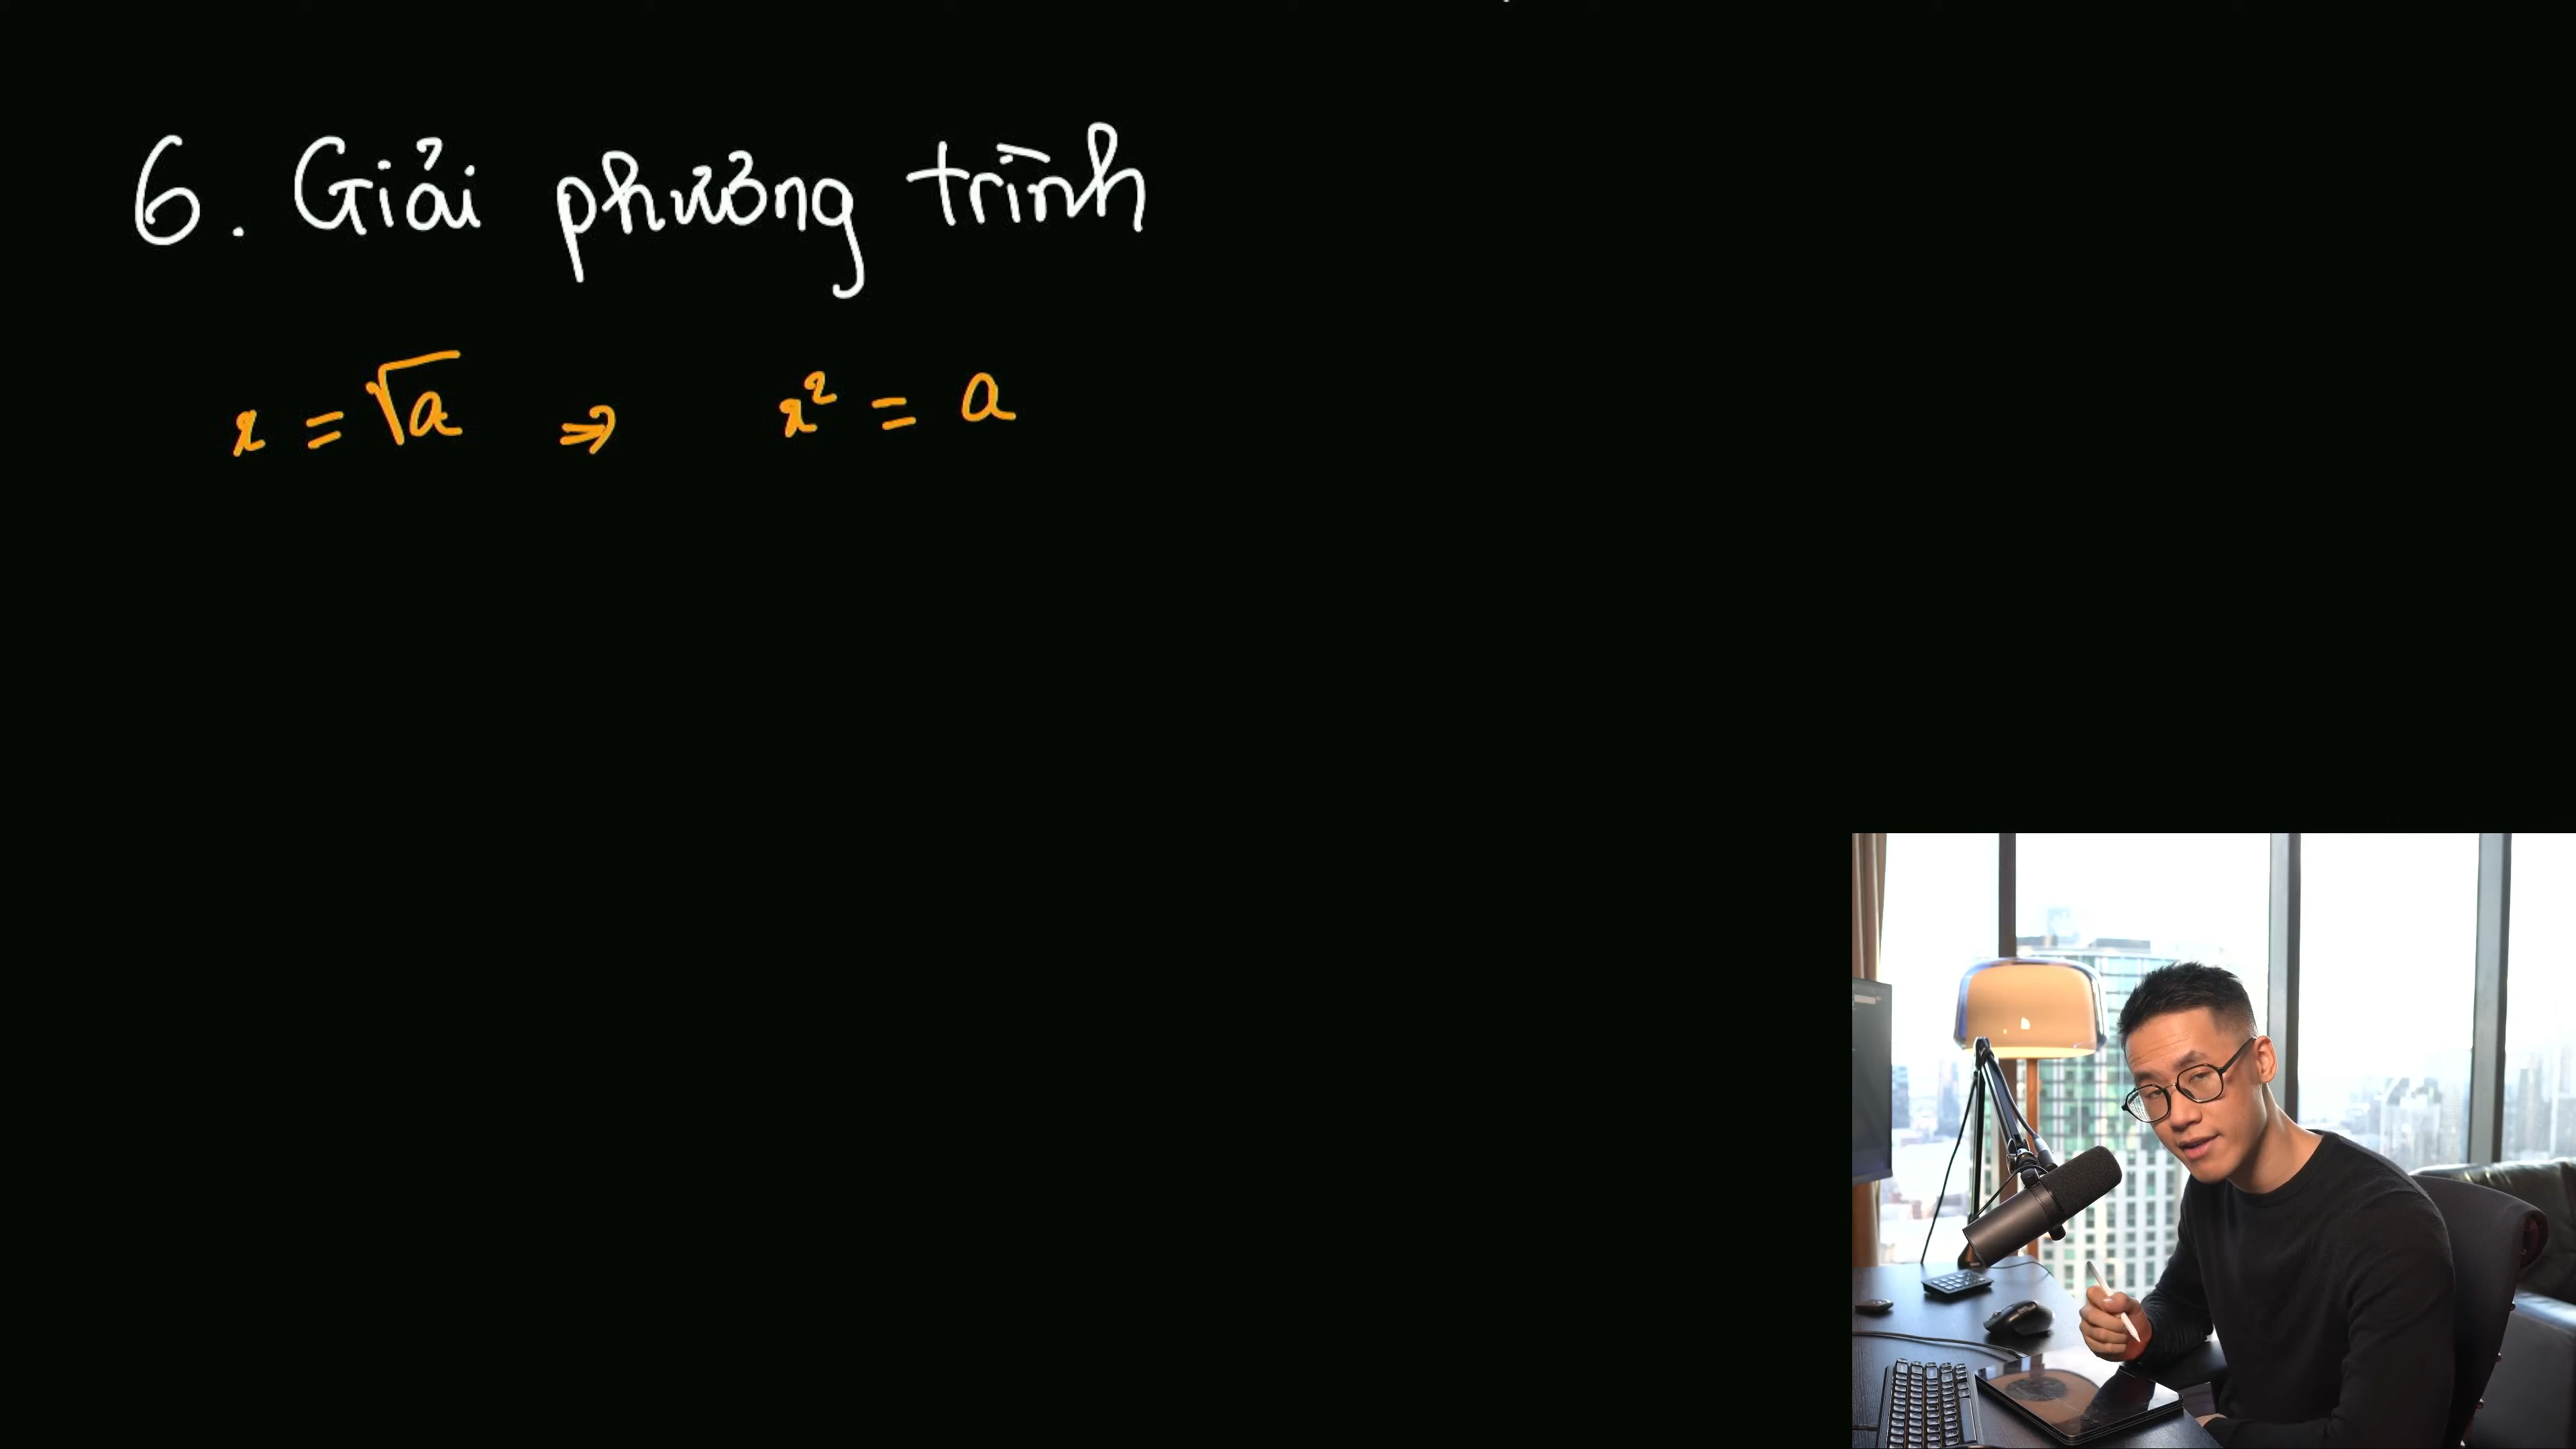 6. Giải phương trình
x = √a ⇒ x² = a